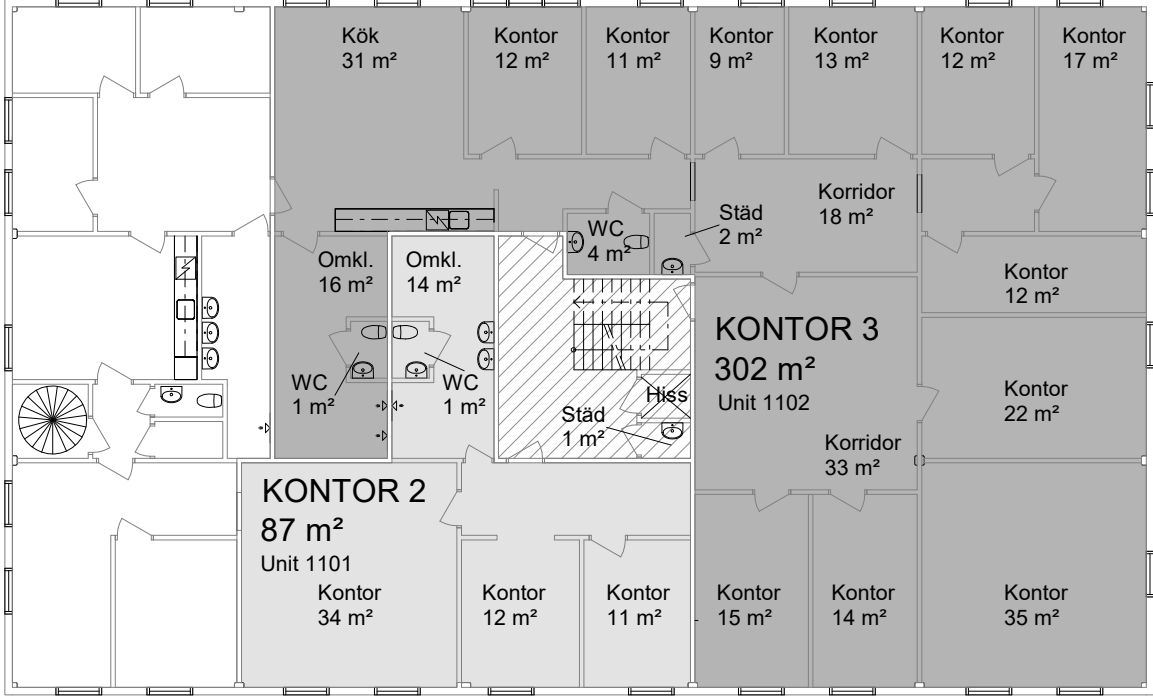 Kök
31 m²
Kontor
12 m²
Kontor
11 m²
Kontor
9 m²
Kontor
13 m²
Kontor
12 m²
Kontor
17 m²
Korridor
18 m²
Städ
2 m²
WC
4 m²
Omkl.
16 m²
Omkl.
14 m²
Kontor
12 m²
KONTOR 3
302 m²
Unit 1102
WC
1 m²
WC
1 m²
Hiss
Städ
1 m²
Kontor
22 m²
Korridor
33 m²
KONTOR 2
87 m²
Unit 1101
Kontor
34 m²
Kontor
12 m²
Kontor
11 m²
Kontor
15 m²
Kontor
14 m²
Kontor
35 m²